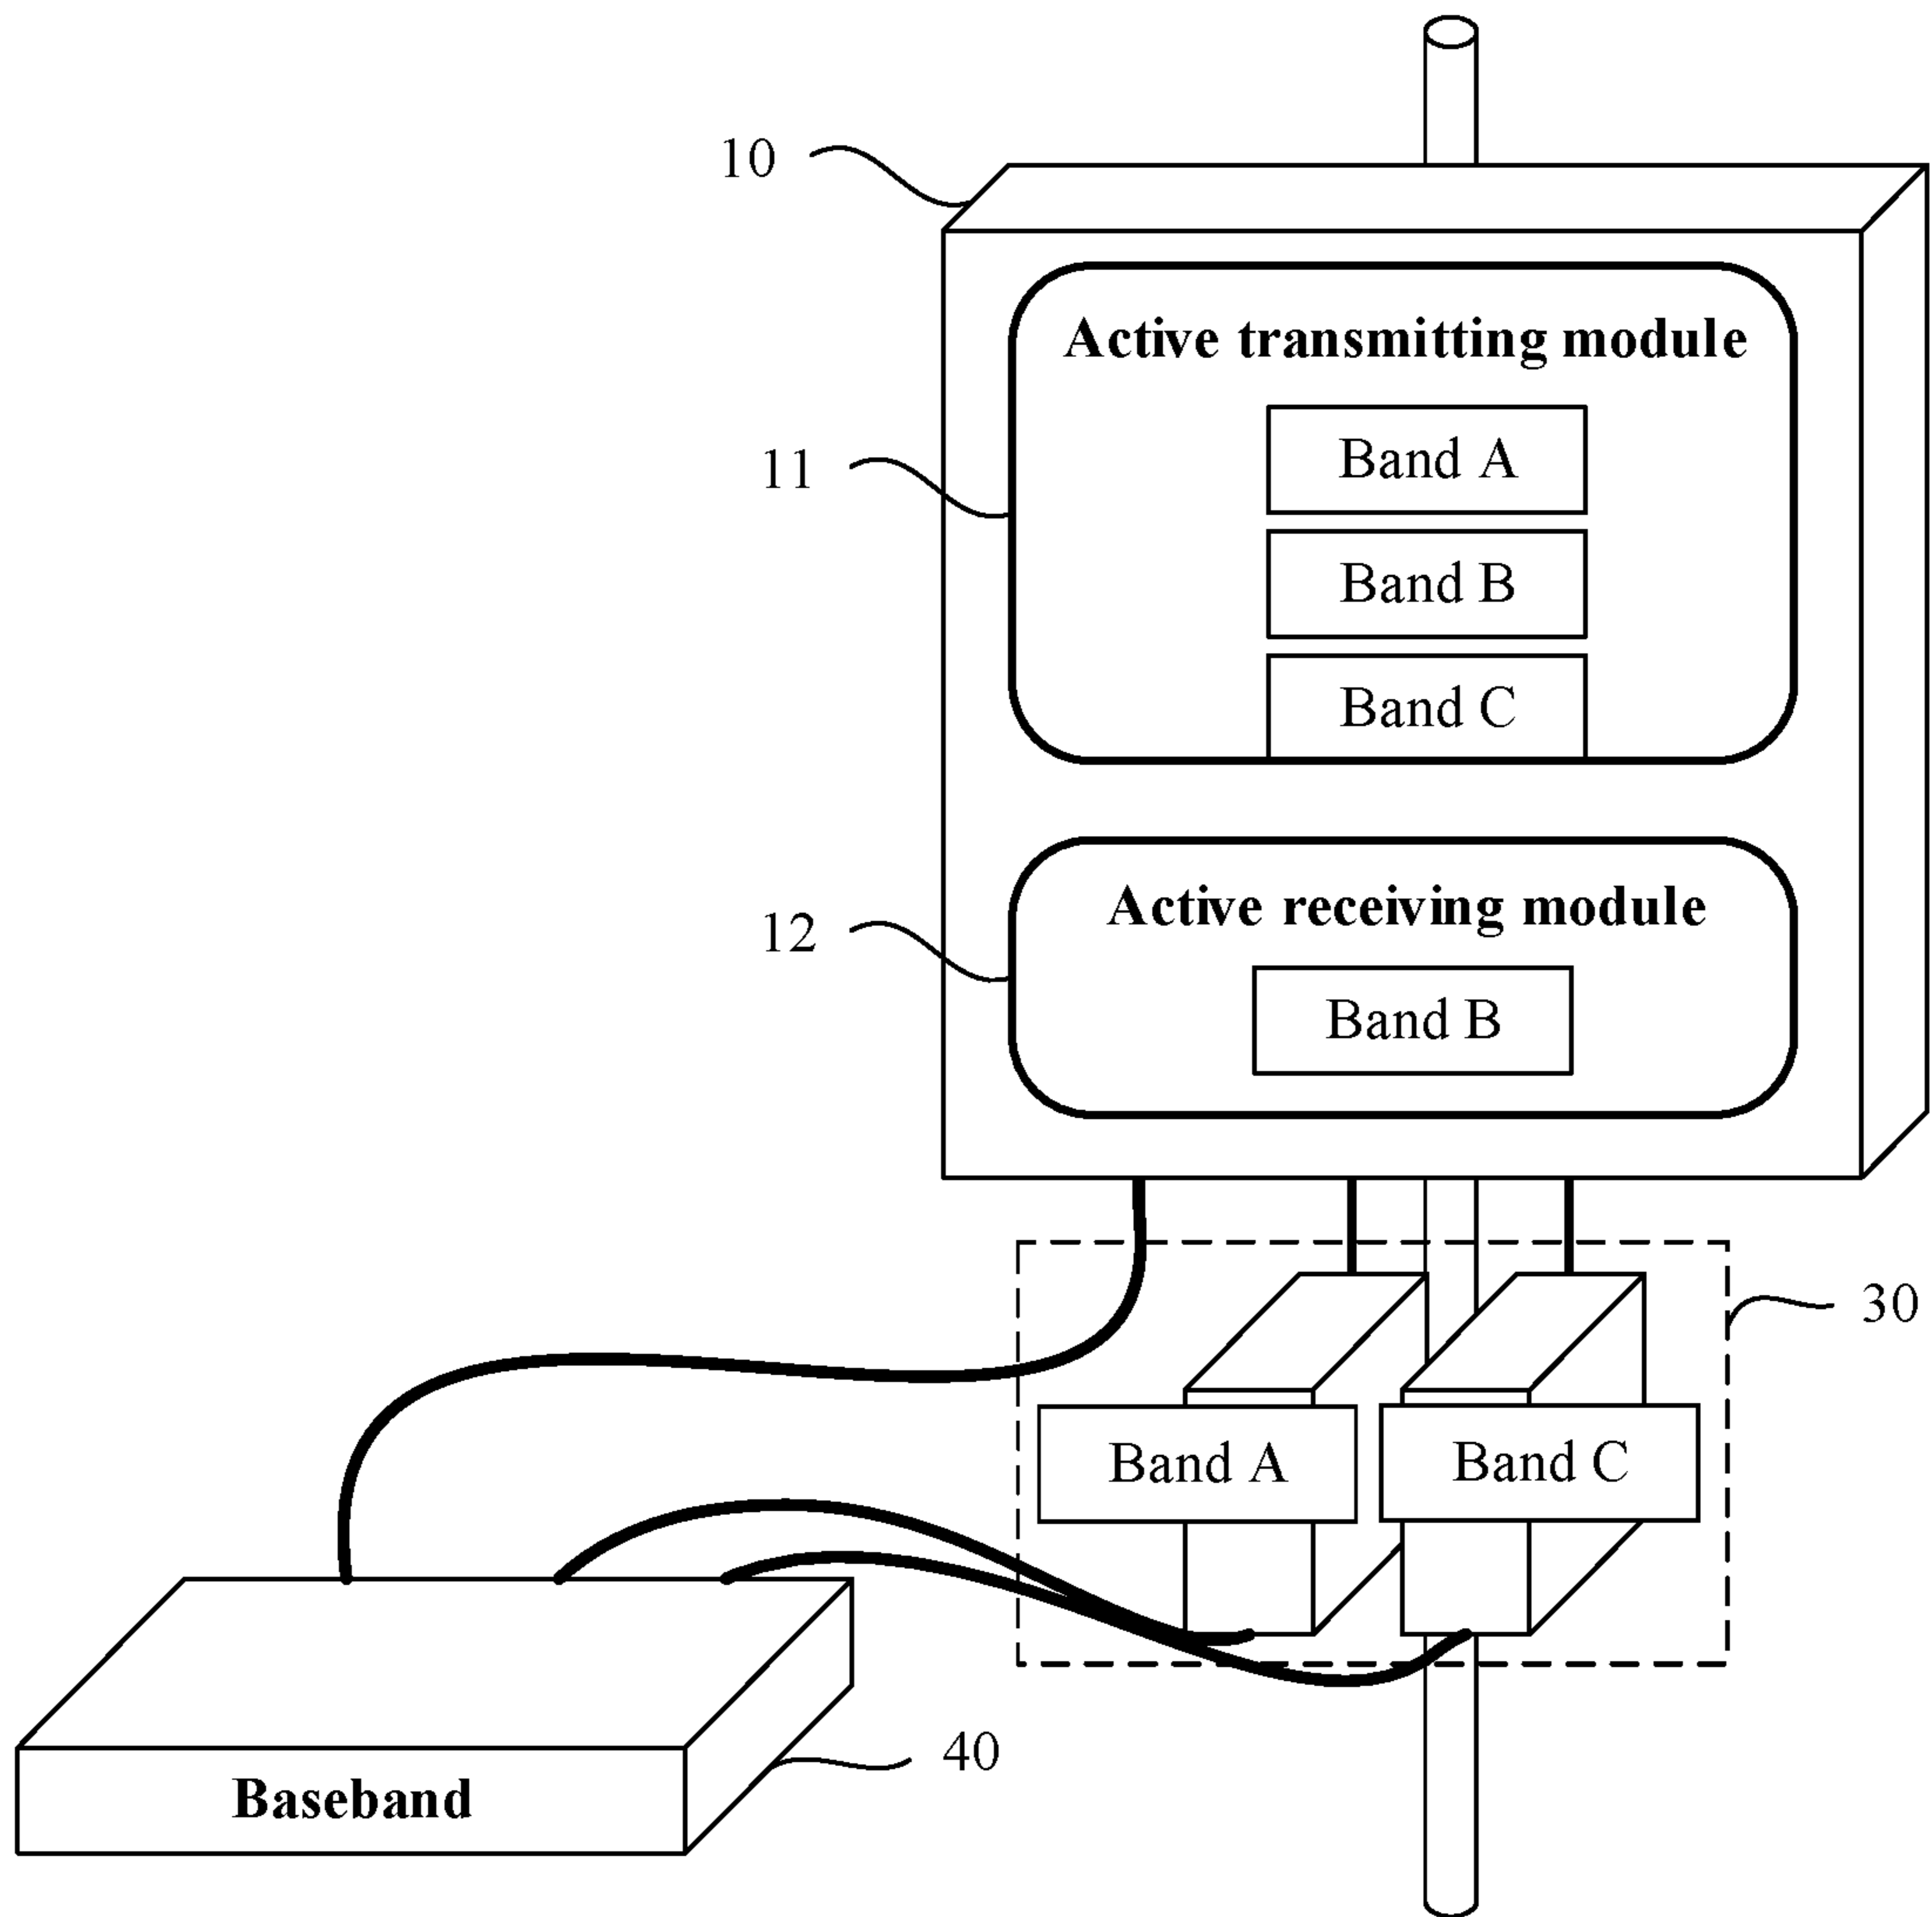 10
Active transmitting module
Band A
11
Band B
Band C
Active receiving module
12
Band B
30
Band A
Band C
40
Baseband